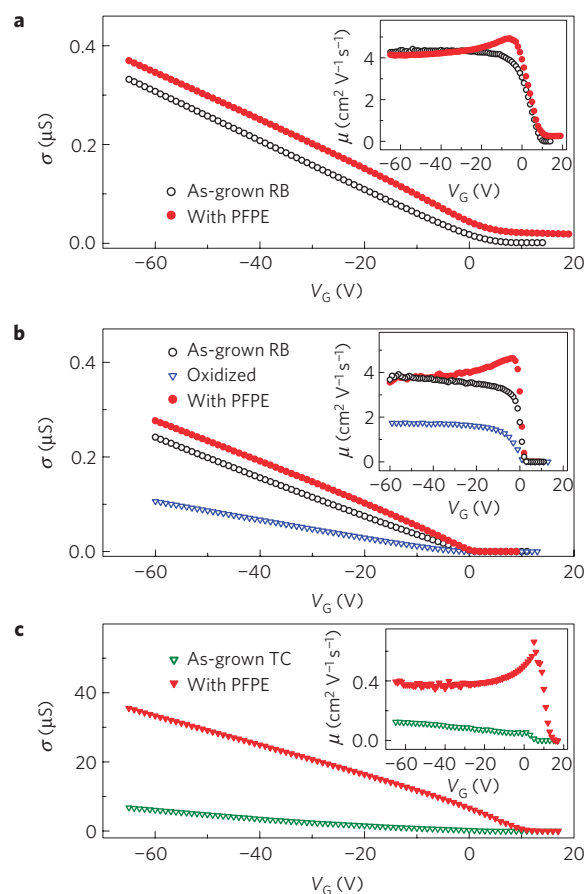 a
σ (μS)
0.4
0.2
0.0
As-grown RB
With PFPE
−60
−40
−20
0
20
V_G (V)
μ (cm² V⁻¹ s⁻¹)
4
2
0
-60
-40
-20
0
20
V_G (V)
b
σ (μS)
0.4
0.2
0.0
As-grown RB
Oxidized
With PFPE
−60
−40
−20
0
20
V_G (V)
μ (cm² V⁻¹ s⁻¹)
4
2
0
-60
-40
-20
0
20
V_G (V)
c
σ (μS)
40
20
0
As-grown TC
With PFPE
−60
−40
−20
0
20
V_G (V)
μ (cm² V⁻¹ s⁻¹)
0.4
0.0
-60
-40
-20
0
20
V_G (V)